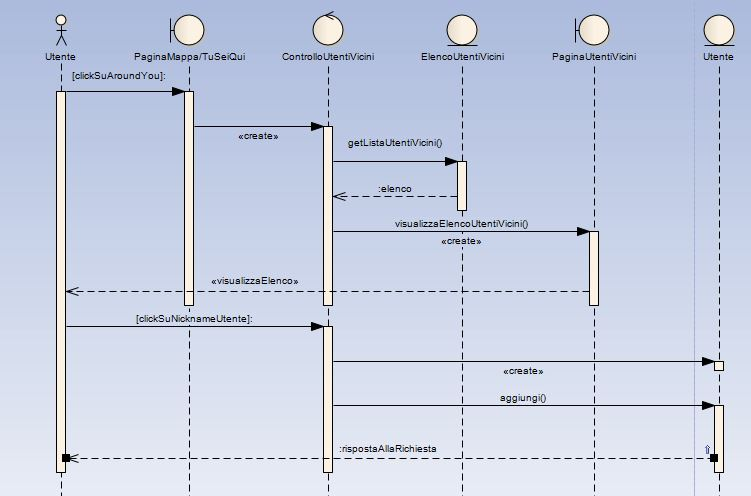 Utente
PaginaMappa/TuSeiQui
ControlloUtentiVicini
ElencoUtentiVicini
PaginaUtentiVicini
Utente
[clickSuAroundYou]:
«create»
getListaUtentiVicini()
:elenco
visualizzaElencoUtentiVicini()
«create»
«visualizzaElenco»
[clickSuNicknameUtente]:
«create»
aggiungi()
:rispostaAllaRichiesta